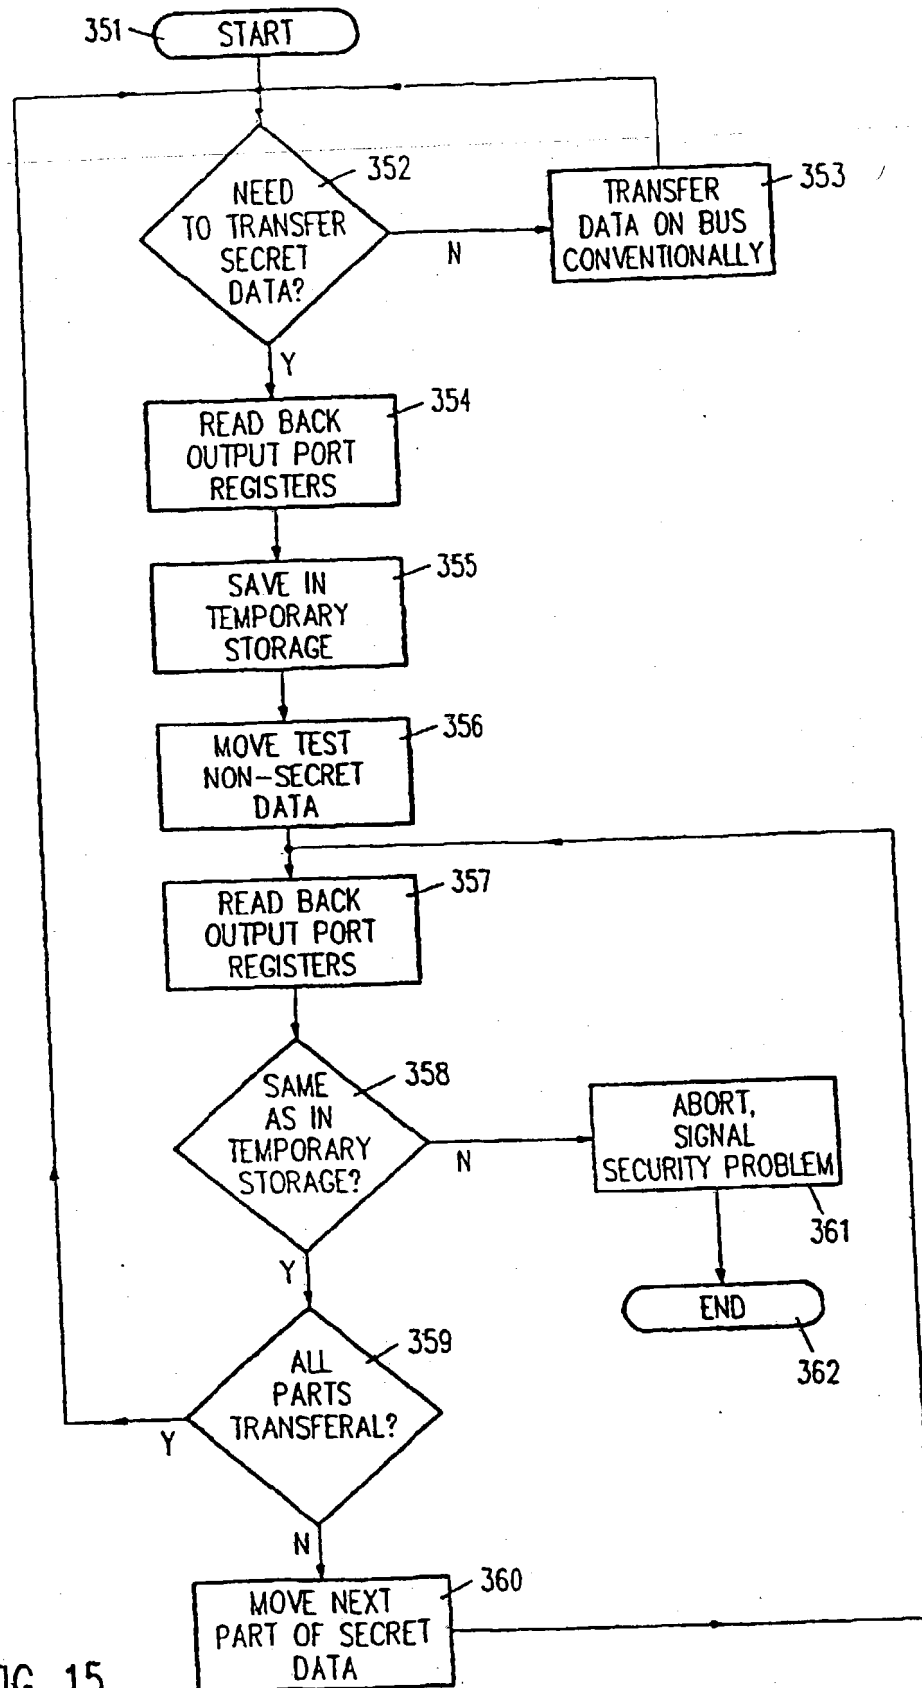 351
START
352
NEED
TO TRANSFER
SECRET
DATA?
N
353
TRANSFER
DATA ON BUS
CONVENTIONALLY
Y
354
READ BACK
OUTPUT PORT
REGISTERS
355
SAVE IN
TEMPORARY
STORAGE
356
MOVE TEST
NON-SECRET
DATA
357
READ BACK
OUTPUT PORT
REGISTERS
358
SAME
AS IN
TEMPORARY
STORAGE?
N
ABORT,
SIGNAL
SECURITY PROBLEM
361
END
362
Y
359
ALL
PARTS
TRANSFERAL?
Y
N
360
MOVE NEXT
PART OF SECRET
DATA
15